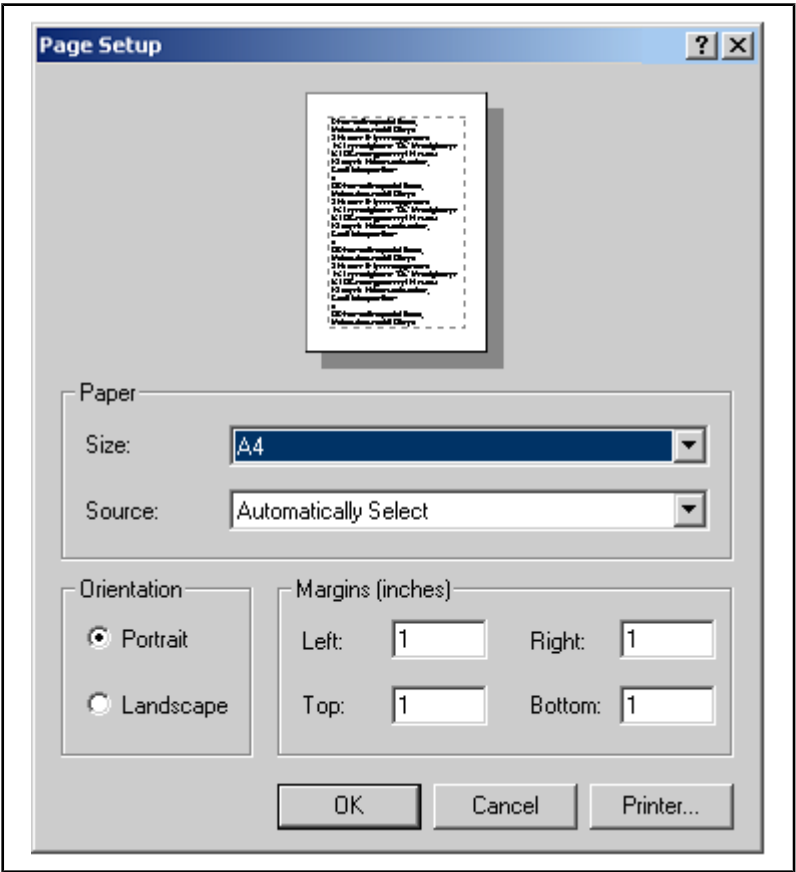 Page Setup
Paper
Size: A4
Source: Automatically Select
Orientation
Portrait
Landscape
Margins (inches)
Left: 1 Right: 1
Top: 1 Bottom: 1
OK Cancel Printer...